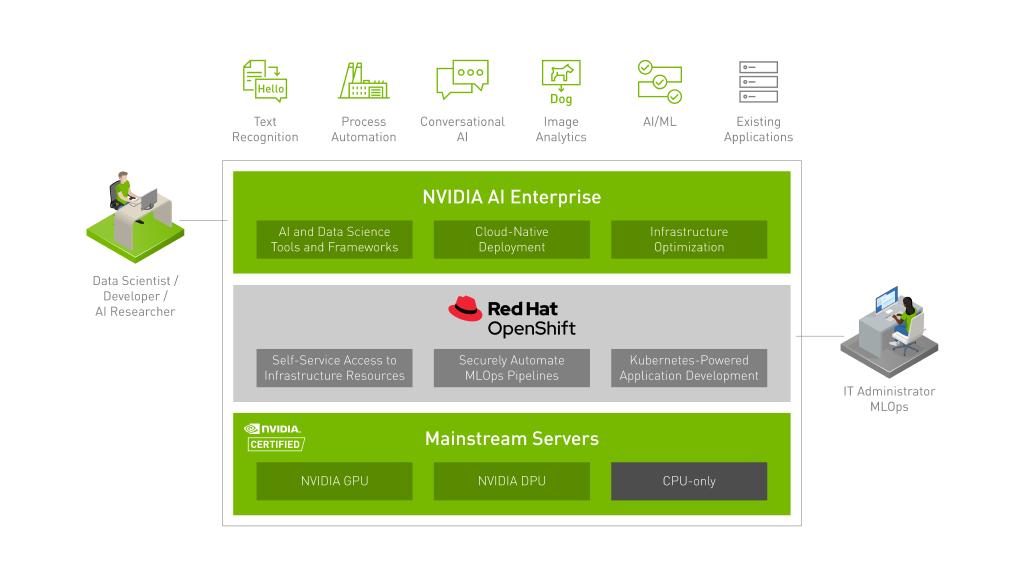 Hello
Dog
Text
Recognition
Process
Automation
Conversational
AI
Image
Analytics
AI/ML
Existing
Applications
NVIDIA AI Enterprise
AI and Data Science
Tools and Frameworks
Cloud-Native
Deployment
Infrastructure
Optimization
Data Scientist /
Developer /
AI Researcher
Red Hat
OpenShift
Self-Service Access to
Infrastructure Resources
Securely Automate
MLOps Pipelines
Kubernetes-Powered
Application Development
IT Administrator
MLOps
NVIDIA.
CERTIFIED
Mainstream Servers
NVIDIA GPU
NVIDIA DPU
CPU-only